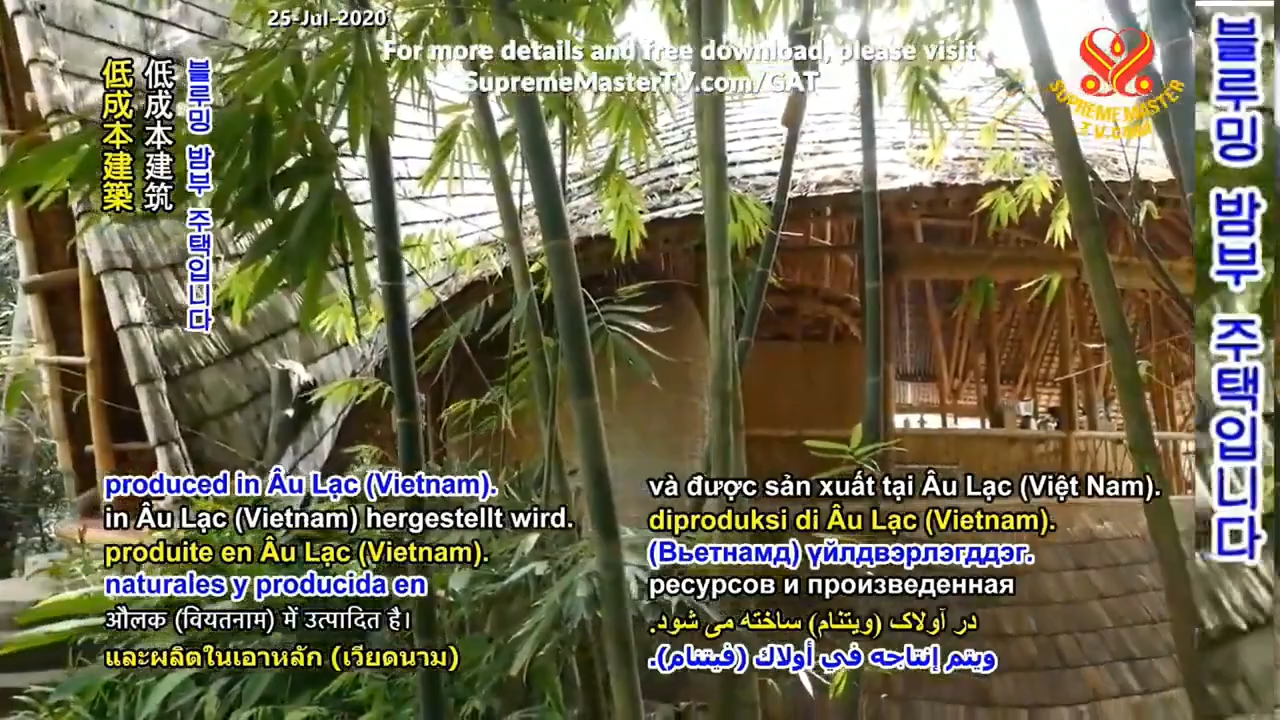 25-Jul-2020
For more details and free download, please visit
SupremeMasterTV.com/GAT
SUPREME MASTER
TV.COM
低成本建築
低成本建筑
블루밍 밤부 주택입니다
블루밍 밤부 주택입니다
produced in Âu Lạc (Vietnam).
in Âu Lạc (Vietnam) hergestellt wird.
produite en Âu Lạc (Vietnam).
naturales y producida en
औलक (वियतनाम) में उत्पादित है।
และผลิตในเอาหลัก (เวียดนาม)
và được sản xuất tại Âu Lạc (Việt Nam).
diproduksi di Âu Lạc (Vietnam).
(Вьетнамд) үйлдвэрлэгддэг.
ресурсов и произведенная
در آولاک (ویتنام) ساخته می شود.
ويتم إنتاجه في أولاك (فيتنام).